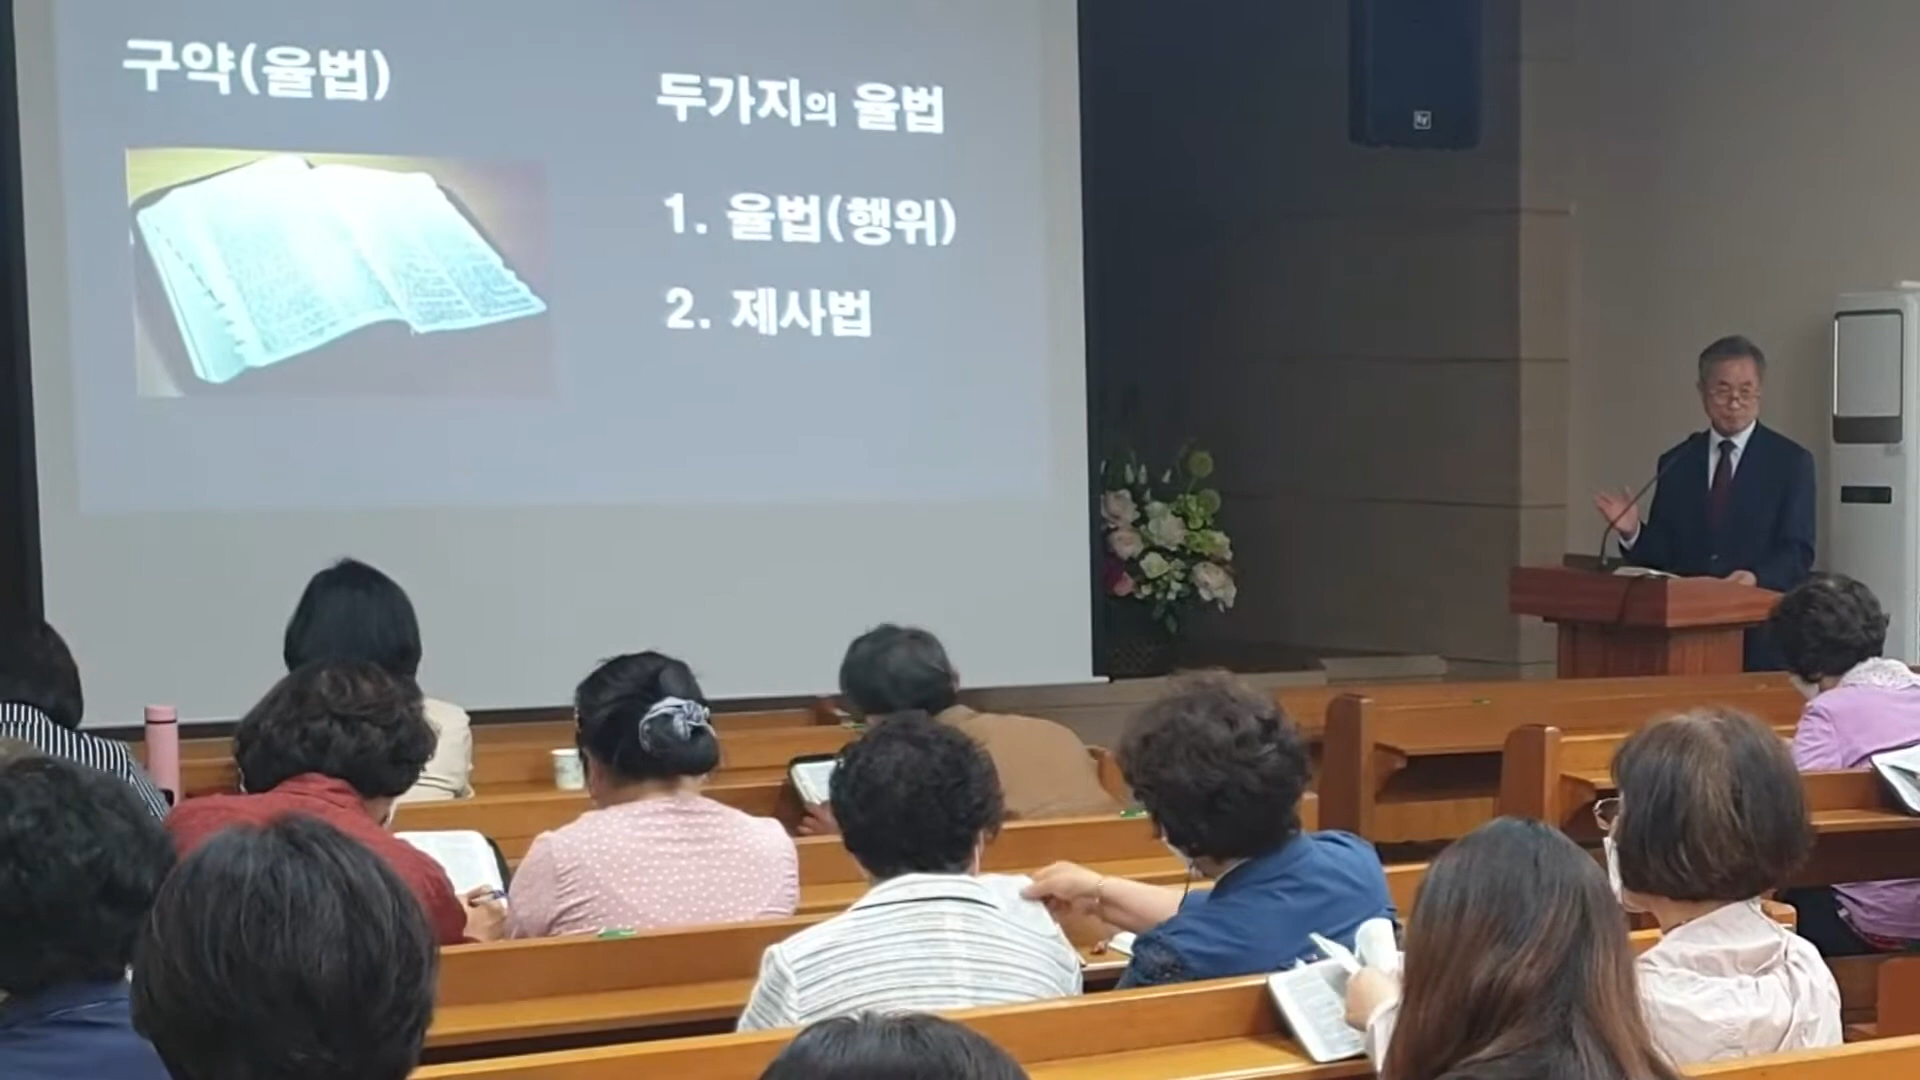 구약(율법)
두가지의 율법
1. 율법(행위)
2. 제사법